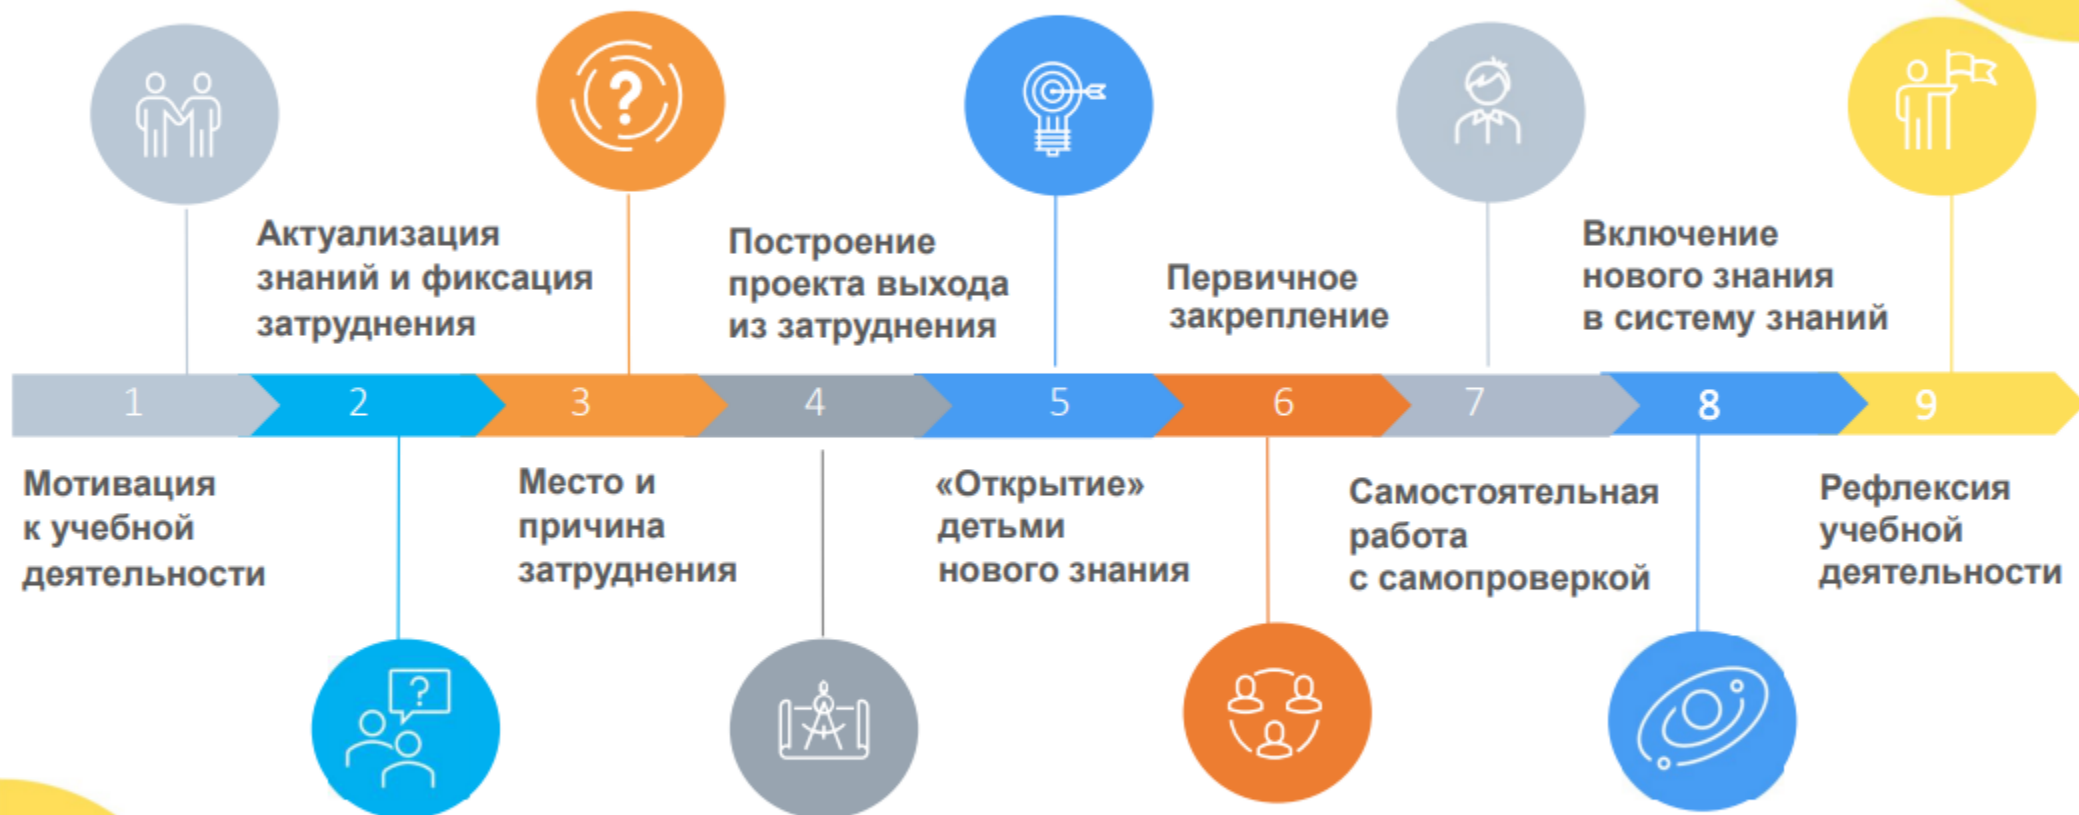 ?
Актуализация
знаний и фиксация
затруднения
Построение
проекта выхода
из затруднения
Первичное
закрепление
Включение
нового знания
в систему знаний
1
2
3
4
5
6
7
8
9
Мотивация
к учебной
деятельности
Место и
причина
затруднения
«Открытие»
детьми
нового знания
Самостоятельная
работа
с самопроверкой
Рефлексия
учебной
деятельности
?